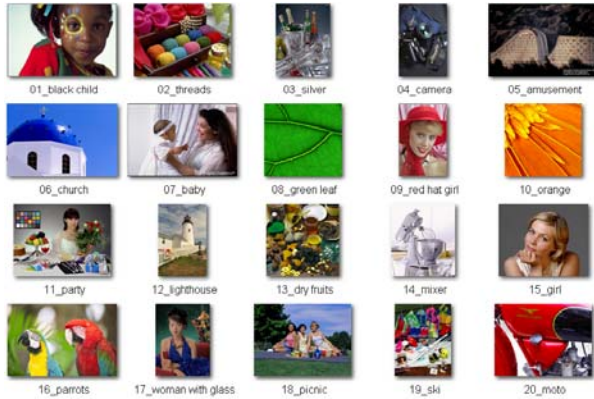 01_black child
02_threads
03_silver
04_camera
05_amusement
06_church
07_baby
08_green leaf
09_red hat girl
10_orange
11_party
12_lighthouse
13_dry fruits
14_mixer
15_girl
16_parrots
17_woman with glass
18_picnic
19_ski
20_moto